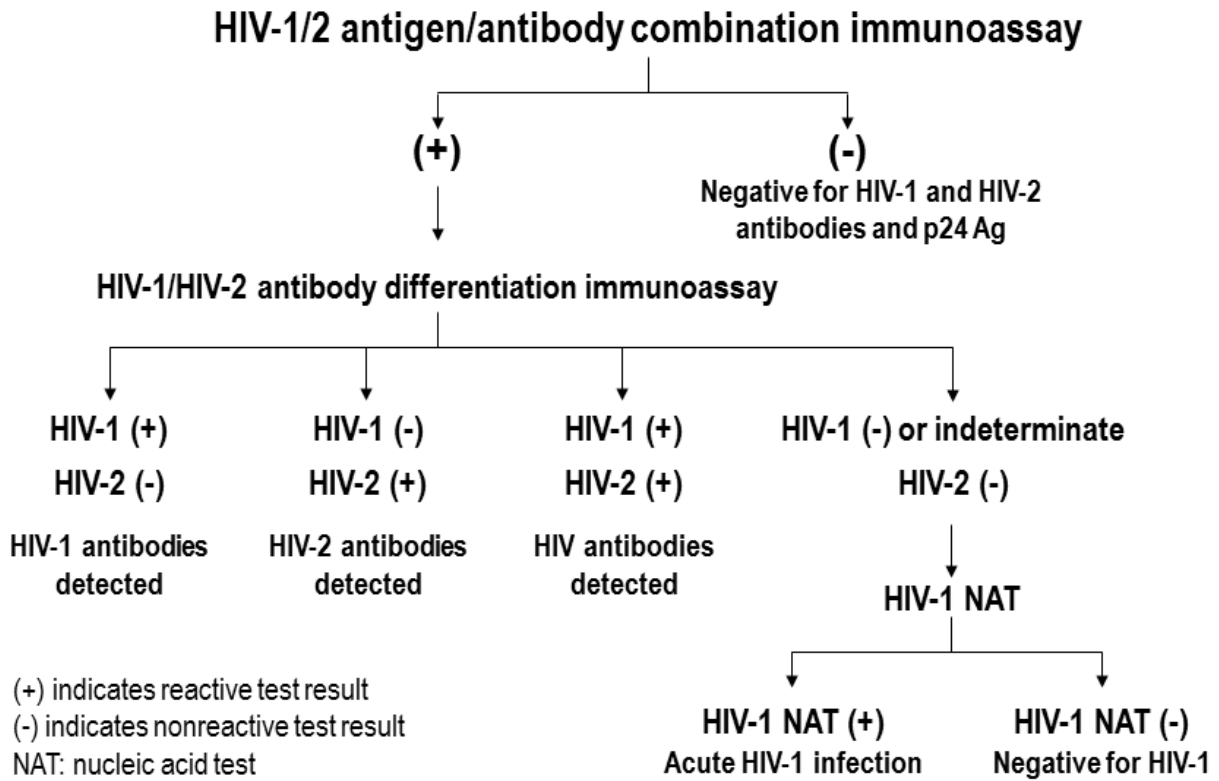 HIV-1/2 antigen/antibody combination immunoassay
(+)
(-)
Negative for HIV-1 and HIV-2
antibodies and p24 Ag
HIV-1/HIV-2 antibody differentiation immunoassay
HIV-1 (+)
HIV-2 (-)
HIV-1 antibodies
detected
HIV-1 (-)
HIV-2 (+)
HIV-2 antibodies
detected
HIV-1 (+)
HIV-2 (+)
HIV antibodies
detected
HIV-1 (-) or indeterminate
HIV-2 (-)
HIV-1 NAT
HIV-1 NAT (+)
Acute HIV-1 infection
HIV-1 NAT (-)
Negative for HIV-1
(+) indicates reactive test result
(-) indicates nonreactive test result
NAT: nucleic acid test